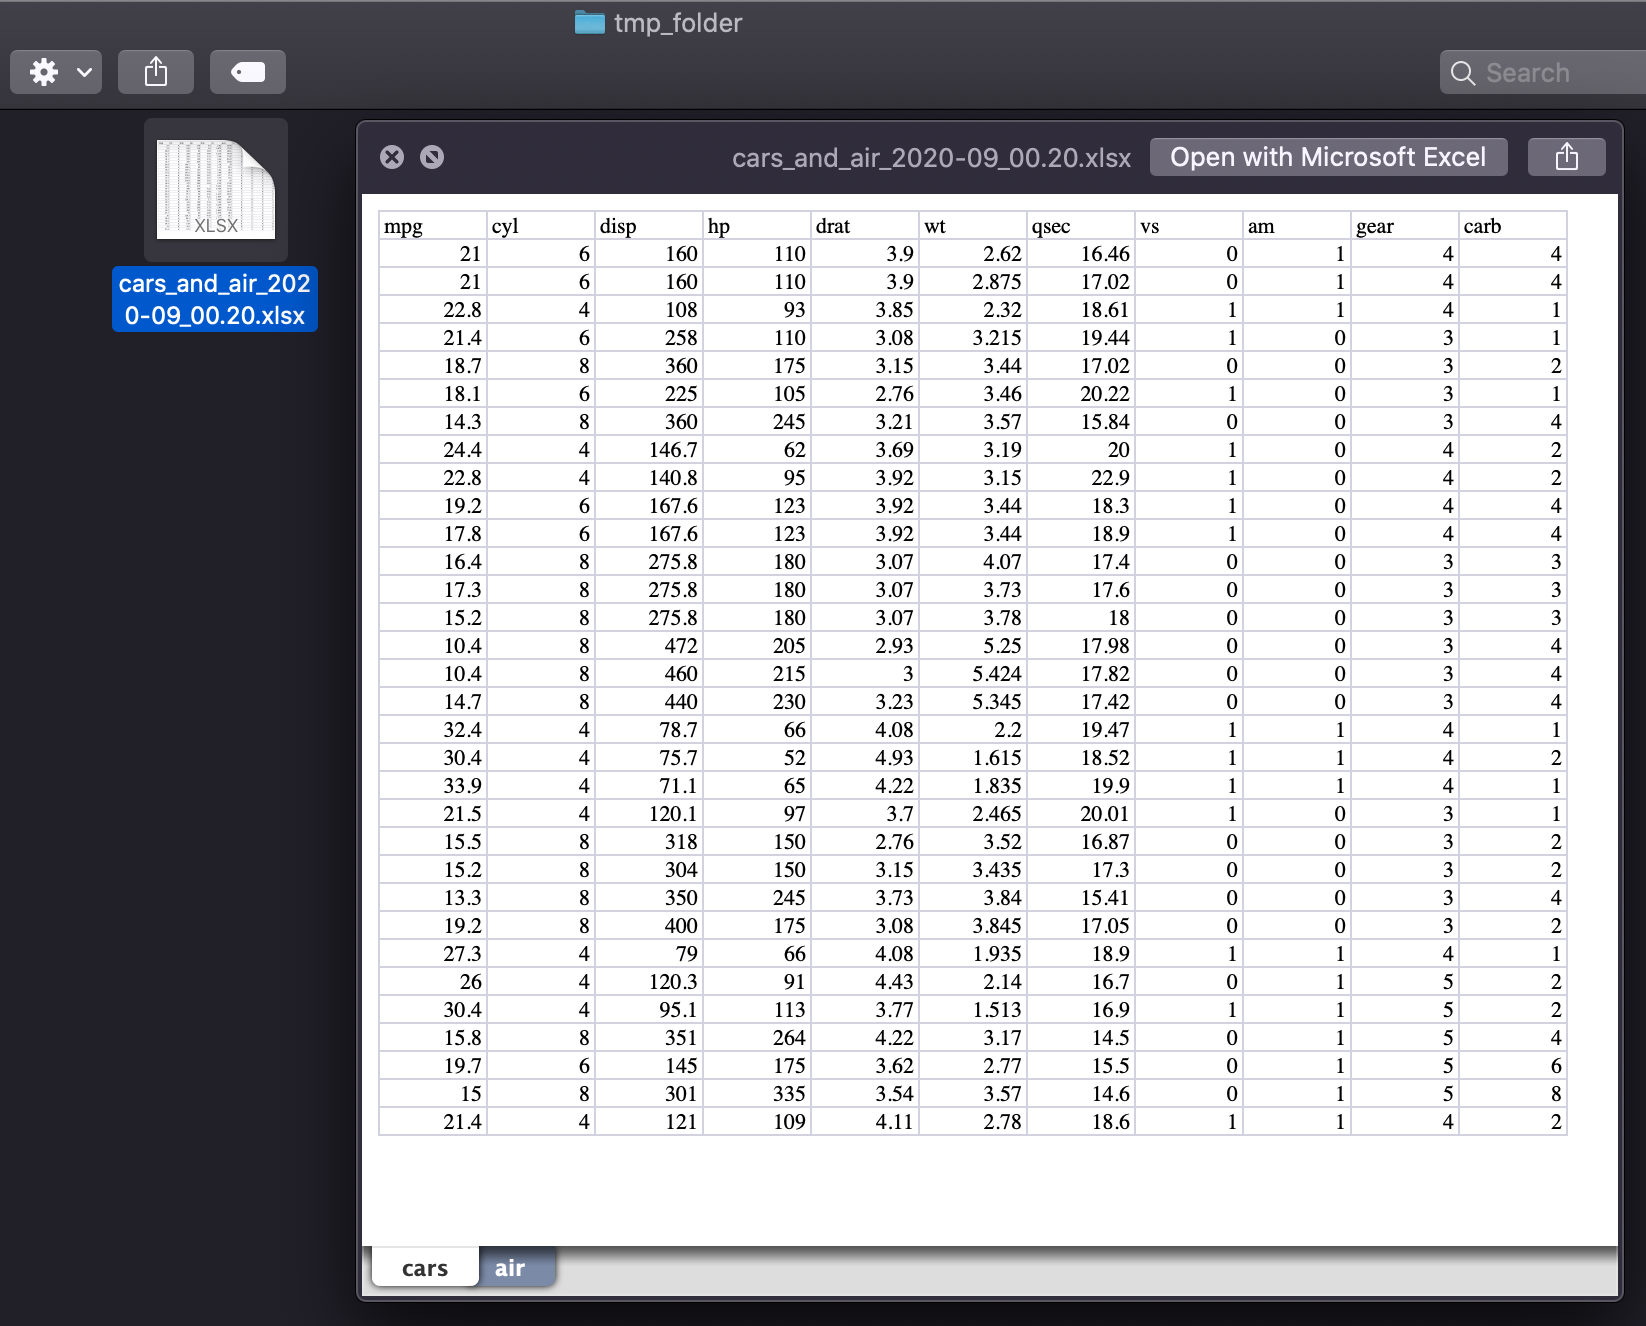 tmp_folder
Search
XLSX
cars_and_air_202
0-09_00.20.xlsx
cars_and_air_2020-09_00.20.xlsx Open with Microsoft Excel
mpg cyl disp hp drat wt qsec vs am gear carb
21 6 160 110 3.9 2.62 16.46 0 1 4 4
21 6 160 110 3.9 2.875 17.02 0 1 4 4
22.8 4 108 93 3.85 2.32 18.61 1 1 4 1
21.4 6 258 110 3.08 3.215 19.44 1 0 3 1
18.7 8 360 175 3.15 3.44 17.02 0 0 3 2
18.1 6 225 105 2.76 3.46 20.22 1 0 3 1
14.3 8 360 245 3.21 3.57 15.84 0 0 3 4
24.4 4 146.7 62 3.69 3.19 20 1 0 4 2
22.8 4 140.8 95 3.92 3.15 22.9 1 0 4 2
19.2 6 167.6 123 3.92 3.44 18.3 1 0 4 4
17.8 6 167.6 123 3.92 3.44 18.9 1 0 4 4
16.4 8 275.8 180 3.07 4.07 17.4 0 0 3 3
17.3 8 275.8 180 3.07 3.73 17.6 0 0 3 3
15.2 8 275.8 180 3.07 3.78 18 0 0 3 3
10.4 8 472 205 2.93 5.25 17.98 0 0 3 4
10.4 8 460 215 3 5.424 17.82 0 0 3 4
14.7 8 440 230 3.23 5.345 17.42 0 0 3 4
32.4 4 78.7 66 4.08 2.2 19.47 1 1 4 1
30.4 4 75.7 52 4.93 1.615 18.52 1 1 4 2
33.9 4 71.1 65 4.22 1.835 19.9 1 1 4 1
21.5 4 120.1 97 3.7 2.465 20.01 1 0 3 1
15.5 8 318 150 2.76 3.52 16.87 0 0 3 2
15.2 8 304 150 3.15 3.435 17.3 0 0 3 2
13.3 8 350 245 3.73 3.84 15.41 0 0 3 4
19.2 8 400 175 3.08 3.845 17.05 0 0 3 2
27.3 4 79 66 4.08 1.935 18.9 1 1 4 1
26 4 120.3 91 4.43 2.14 16.7 0 1 5 2
30.4 4 95.1 113 3.77 1.513 16.9 1 1 5 2
15.8 8 351 264 4.22 3.17 14.5 0 1 5 4
19.7 6 145 175 3.62 2.77 15.5 0 1 5 6
15 8 301 335 3.54 3.57 14.6 0 1 5 8
21.4 4 121 109 4.11 2.78 18.6 1 1 4 2
cars air